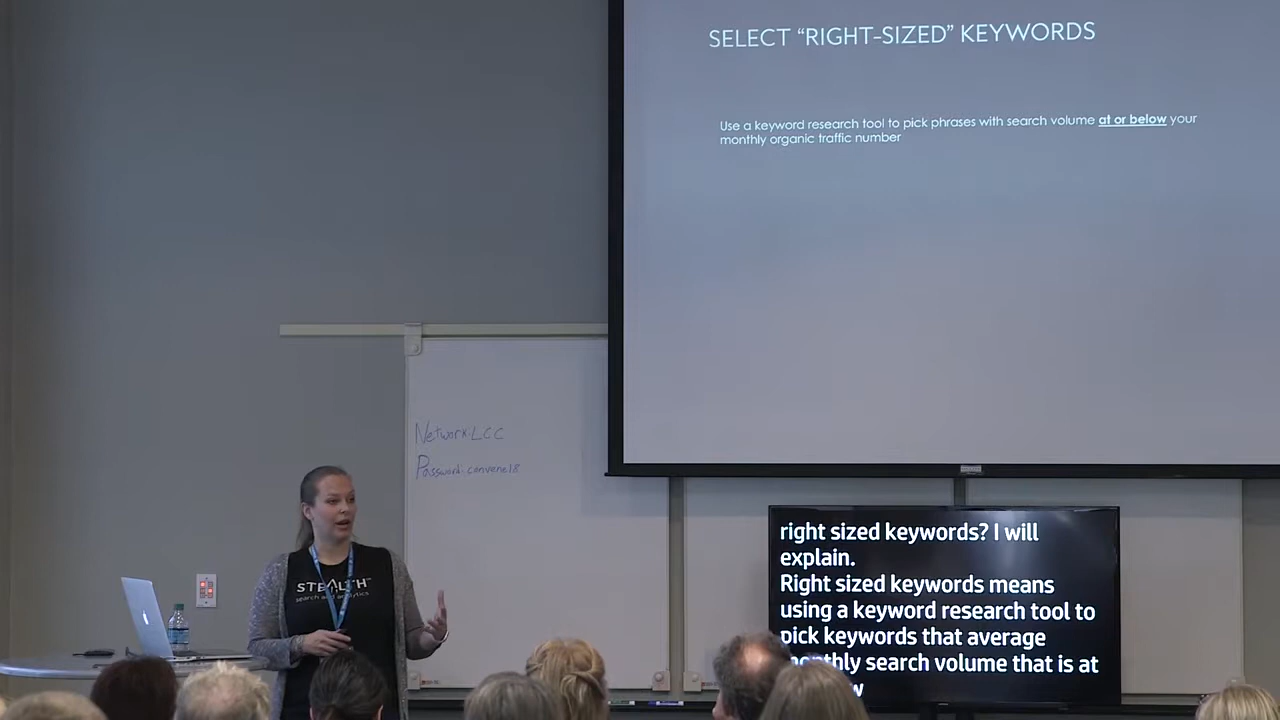 SELECT “RIGHT-SIZED” KEYWORDS
Use a keyword research tool to pick phrases with search volume at or below your
monthly organic traffic number
Network: LCC
Password: convene18
STEALTH™
search and analytics
right sized keywords? I will
explain.
Right sized keywords means
using a keyword research tool to
pick keywords that average
monthly search volume that is at